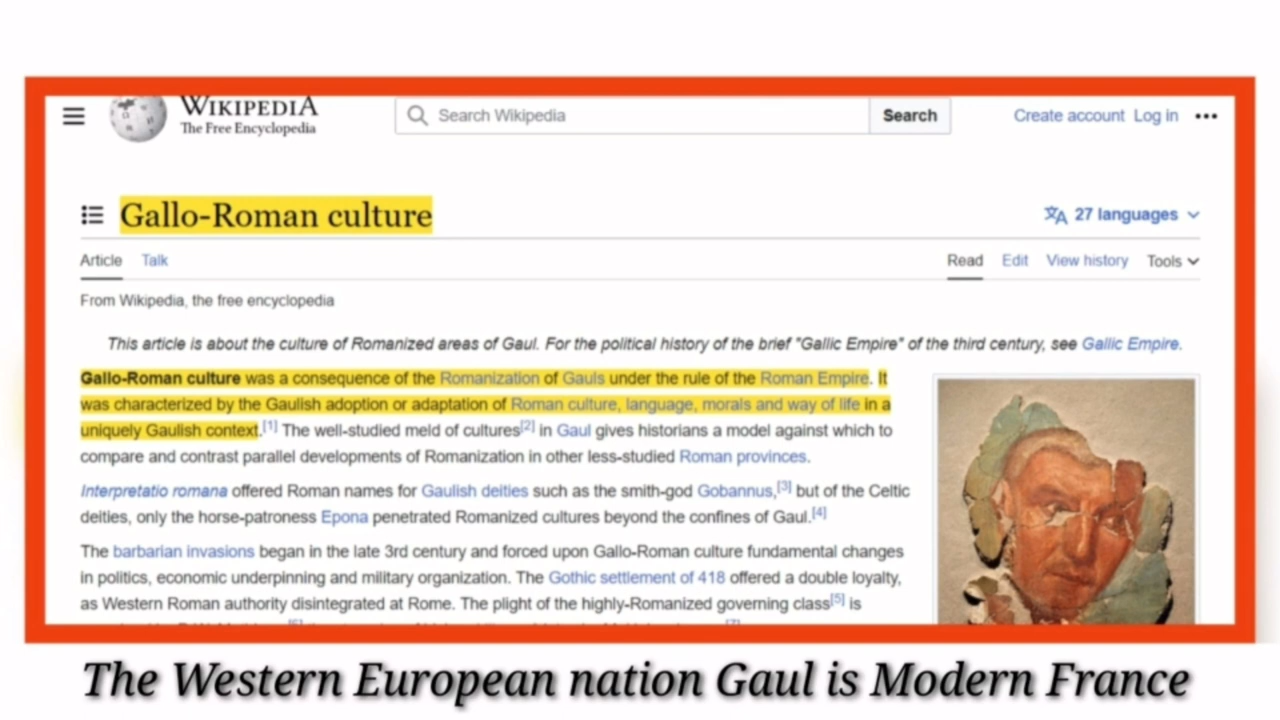 WIKIPEDIA
The Free Encyclopedia
Search Wikipedia
Search
Create account Log in
Gallo-Roman culture
27 languages
Article Talk
Read Edit View history Tools
From Wikipedia, the free encyclopedia
This article is about the culture of Romanized areas of Gaul. For the political history of the brief "Gallic Empire" of the third century, see Gallic Empire.
Gallo-Roman culture was a consequence of the Romanization of Gauls under the rule of the Roman Empire. It
was characterized by the Gaulish adoption or adaptation of Roman culture, language, morals and way of life in a
uniquely Gaulish context.[1] The well-studied meld of cultures[2] in Gaul gives historians a model against which to
compare and contrast parallel developments of Romanization in other less-studied Roman provinces.
Interpretatio romana offered Roman names for Gaulish deities such as the smith-god Gobannus,[3] but of the Celtic
deities, only the horse-patroness Epona penetrated Romanized cultures beyond the confines of Gaul.[4]
The barbarian invasions began in the late 3rd century and forced upon Gallo-Roman culture fundamental changes
in politics, economic underpinning and military organization. The Gothic settlement of 418 offered a double loyalty,
as Western Roman authority disintegrated at Rome. The plight of the highly-Romanized governing class[5] is
The Western European nation Gaul is Modern France